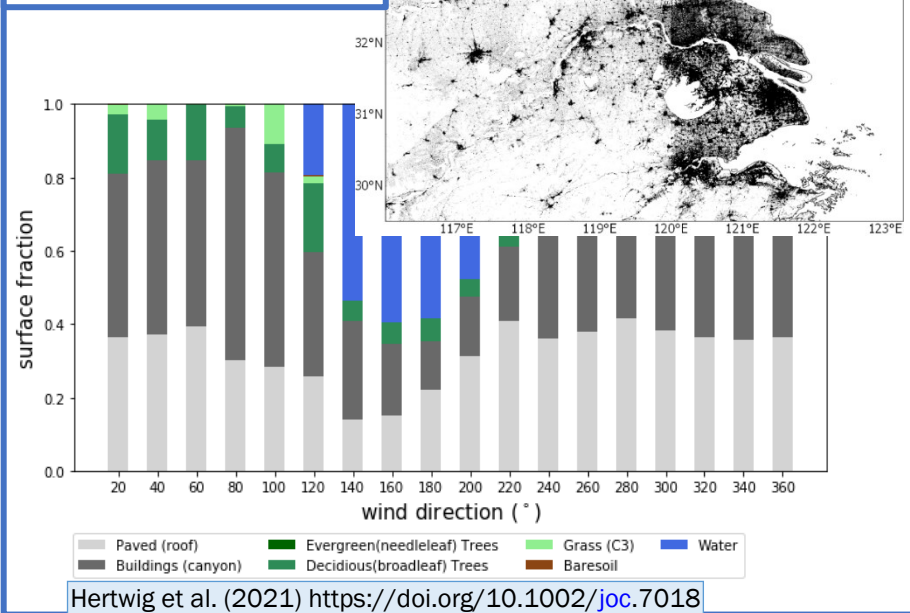 32°N
31°N
30°N
117°E 118°E 119°E 120°E 121°E 122°E 123°E
1.0
0.8
0.6
0.4
0.2
0.0
surface fraction
20 40 60 80 100 120 140 160 180 200 220 240 260 280 300 320 340 360
wind direction (°)
Paved (roof) Evergreen(needleleaf) Trees Grass (C3) Water
Buildings (canyon) Decidious(broadleaf) Trees Baresoil
Hertwig et al. (2021) https://doi.org/10.1002/joc.7018